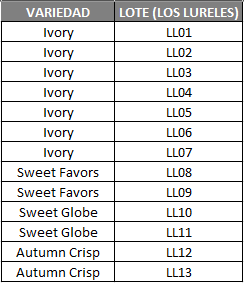 VARIEDAD LOTE (LOS LURELES)
Ivory LL01
Ivory LL02
Ivory LL03
Ivory LL04
Ivory LL05
Ivory LL06
Ivory LL07
Sweet Favors LL08
Sweet Favors LL09
Sweet Globe LL10
Sweet Globe LL11
Autumn Crisp LL12
Autumn Crisp LL13